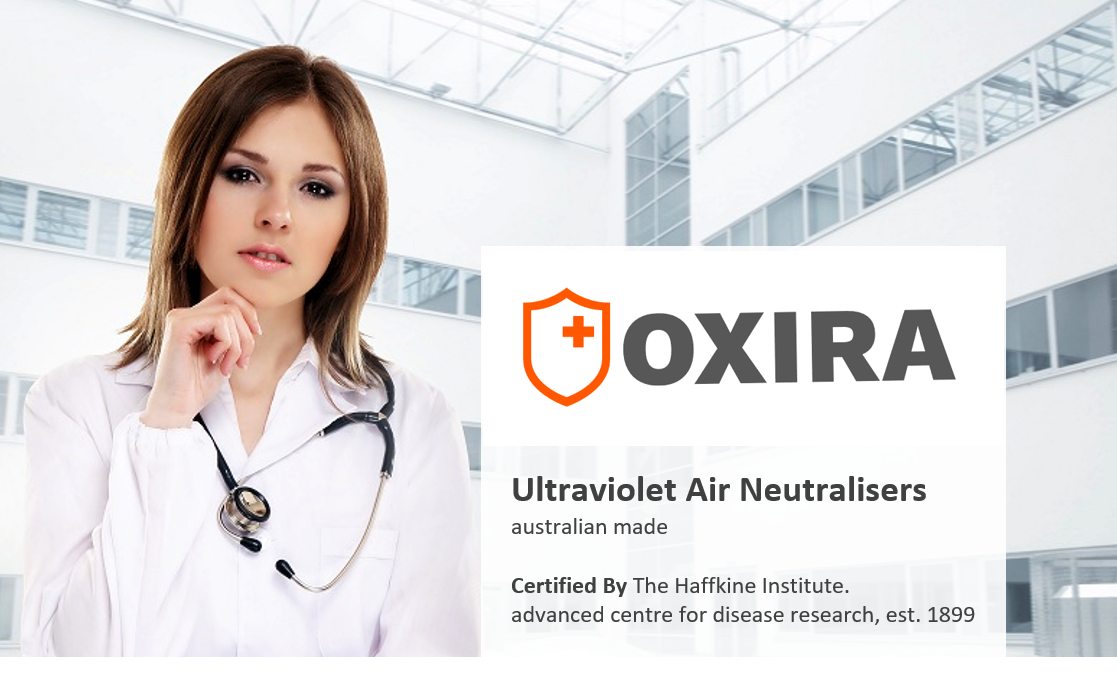 OXIRA
Ultraviolet Air Neutralisers
australian made
Certified By The Haffkine Institute.
advanced centre for disease research, est. 1899